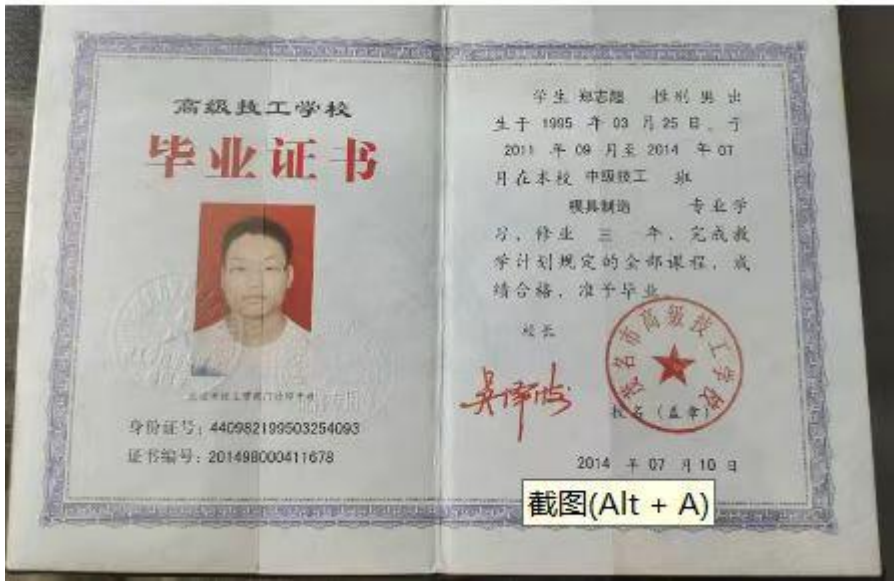 高级技工学校
毕业证书
身份证号：440982199503254093
证书编号：201498000411678
学生 郑志超 性别 男 出
生于 1995 年 03 月 25 日、于
2011 年 09 月至 2014 年 07
月在本校 中级技工 班
模具制造 专业学
习，修业 三 年，完成教
学计划规定的全部课程，成
绩合格，准予毕业。
校长
茂名市高级技工学校
校名（盖章）
2014 年 07 月 10 日
截图(Alt + A)